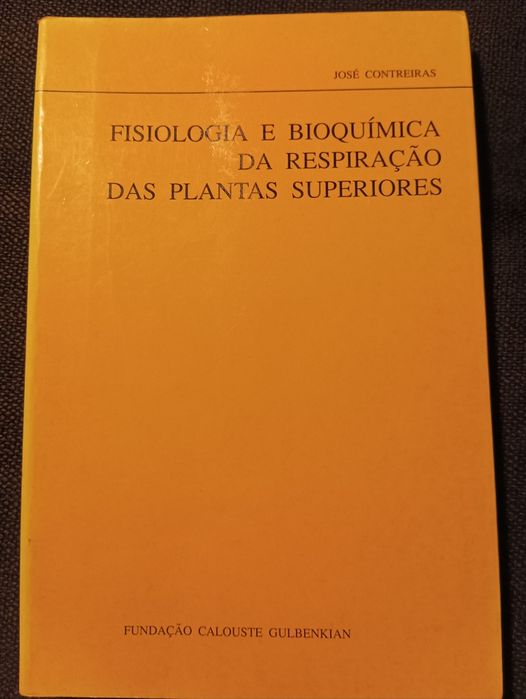 JOSÉ CONTREIRAS
FISIOLOGIA E BIOQUÍMICA
DA RESPIRAÇÃO
DAS PLANTAS SUPERIORES
FUNDAÇÃO CALOUSTE GULBENKIAN